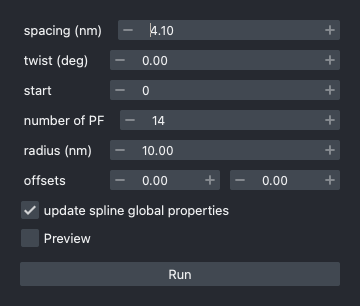 spacing (nm) − 4.10 +
twist (deg) − 0.00 +
start − 0 +
number of PF − 14 +
radius (nm) − 10.00 +
offsets − 0.00 + − 0.00 +
update spline global properties
Preview
Run